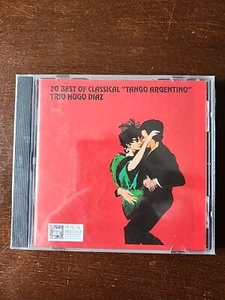 20 BEST OF CLASSICAL "TANGO ARGENTINO"
TRIO HUGO DIAZ